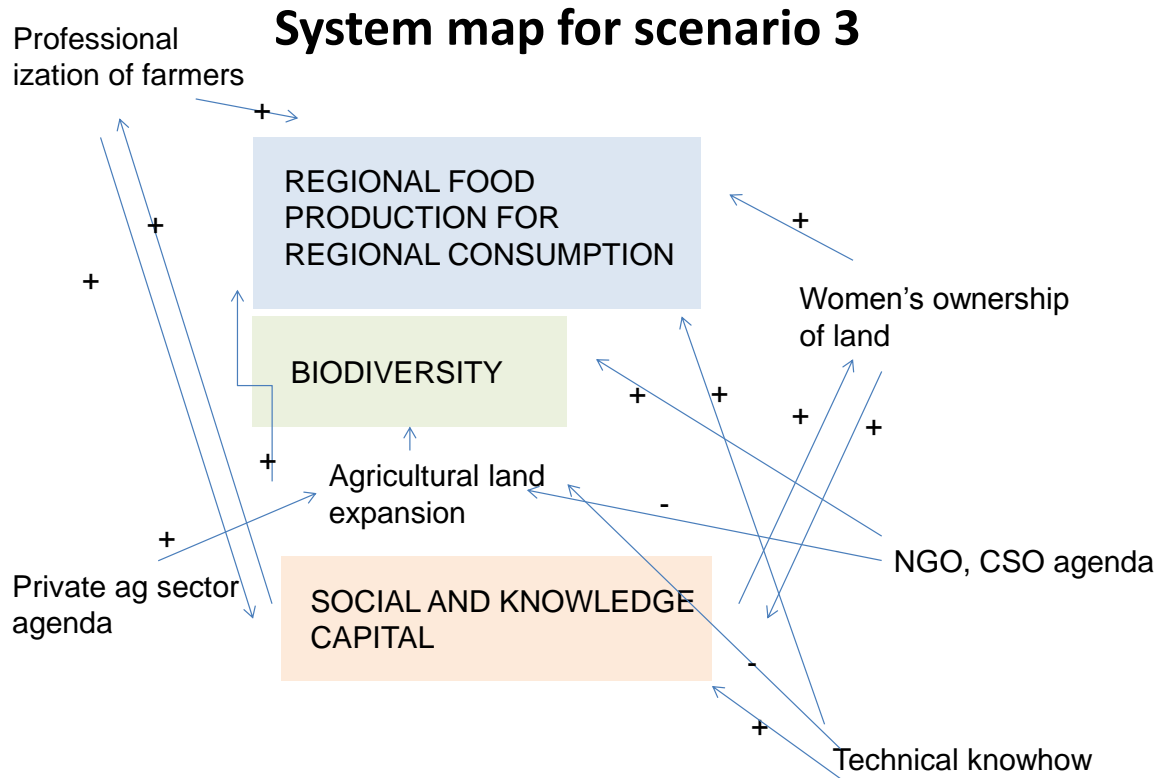 System map for scenario 3
Professional
ization of farmers
+
REGIONAL FOOD
PRODUCTION FOR
REGIONAL CONSUMPTION
+
+
+
Women's ownership
of land
BIODIVERSITY
+
+
+
+
+
Agricultural land
expansion
-
+
NGO, CSO agenda
Private ag sector
agenda
SOCIAL AND KNOWLEDGE
CAPITAL
-
+
Technical knowhow